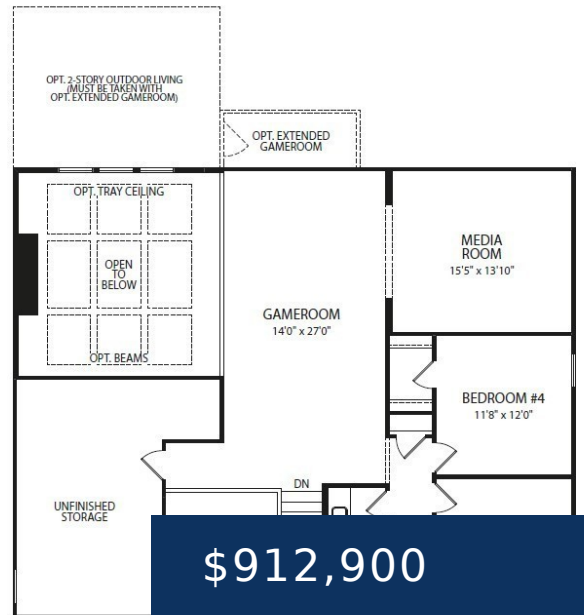 OPT. 2-STORY OUTDOOR LIVING
(MUST BE TAKEN WITH
OPT. EXTENDED GAMEROOM)
OPT. EXTENDED
GAMEROOM
OPT. TRAY CEILING
OPEN
TO
BELOW
OPT. BEAMS
GAMEROOM
14'0" x 27'0"
MEDIA
ROOM
15'5" x 13'10"
BEDROOM #4
11'8" x 12'0"
DN
UNFINISHED
STORAGE
$912,900